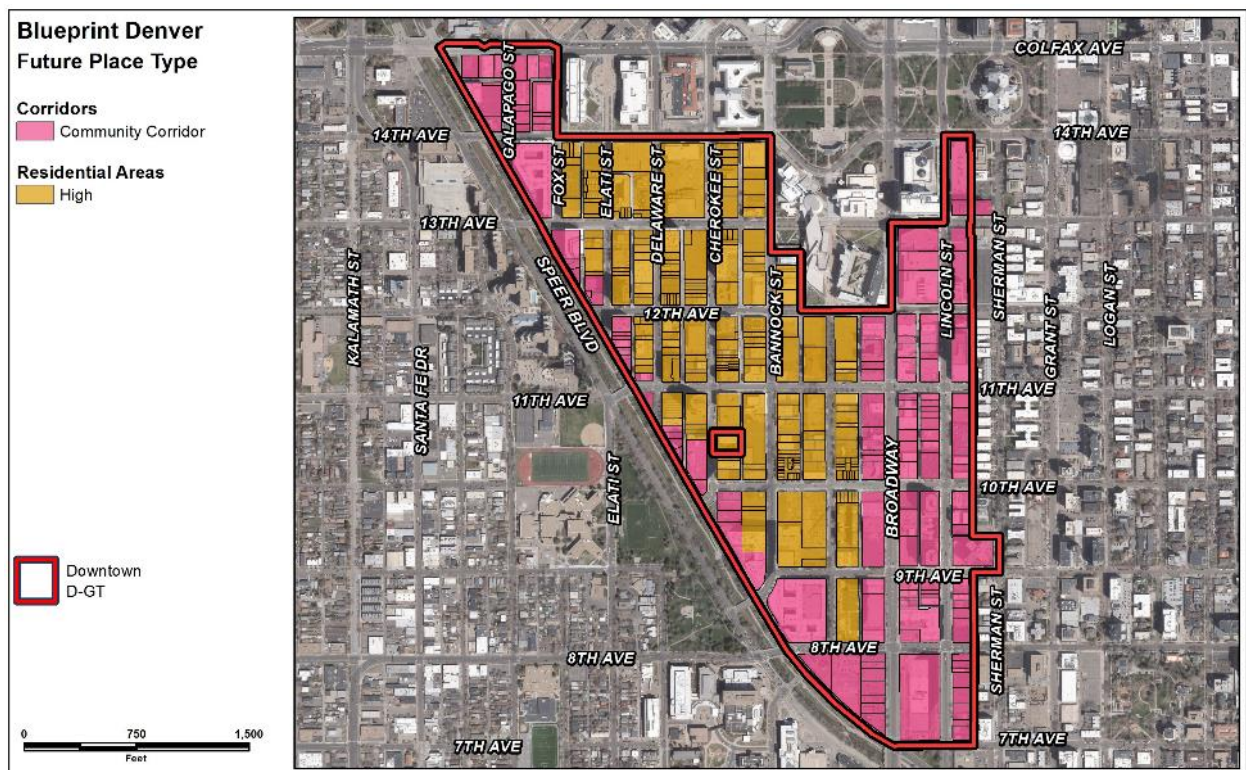 Blueprint Denver
Future Place Type
Corridors
Community Corridor
Residential Areas
High
Downtown
D-GT
0 750 1,500
Feet
COLFAX AVE
GALAPAGO ST
14TH AVE
14TH AVE
FOX ST
ELATI ST
DELAWARE ST
CHEROKEE ST
13TH AVE
KALAMATH ST
SANTA FE DR
SPEER BLVD
BANNOCK ST
LINCOLN ST
SHERMAN ST
GRANT ST
LOGAN ST
12TH AVE
11TH AVE
11TH AVE
ELATI ST
BROADWAY
10TH AVE
9TH AVE
SHERMAN ST
8TH AVE
8TH AVE
7TH AVE
7TH AVE